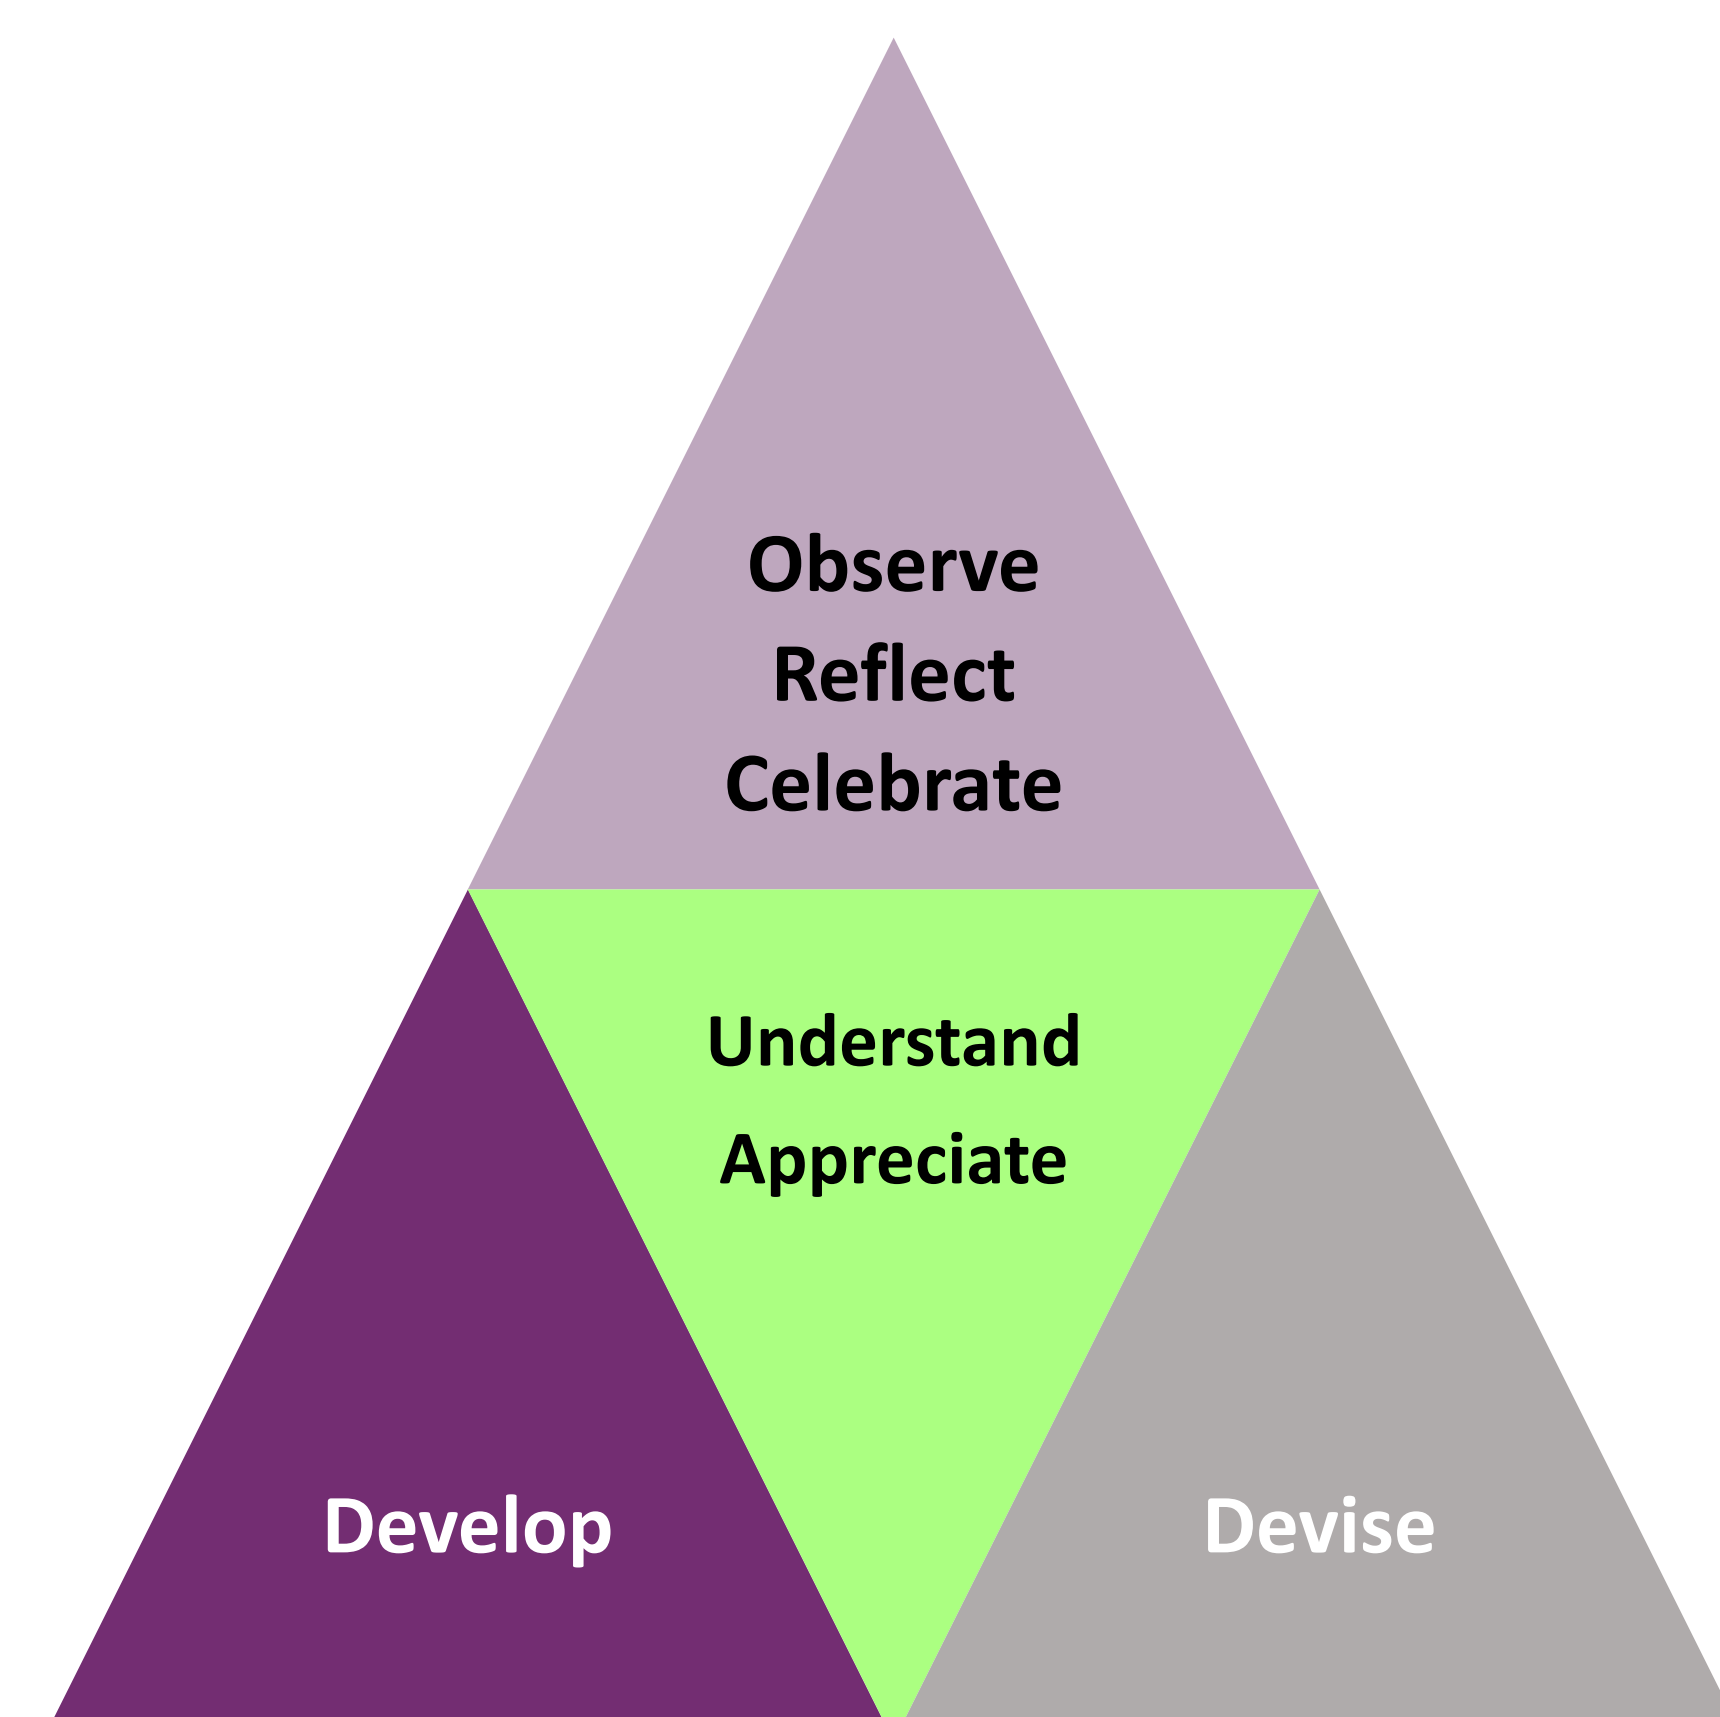 Observe
Reflect
Celebrate
Understand
Appreciate
Develop
Devise